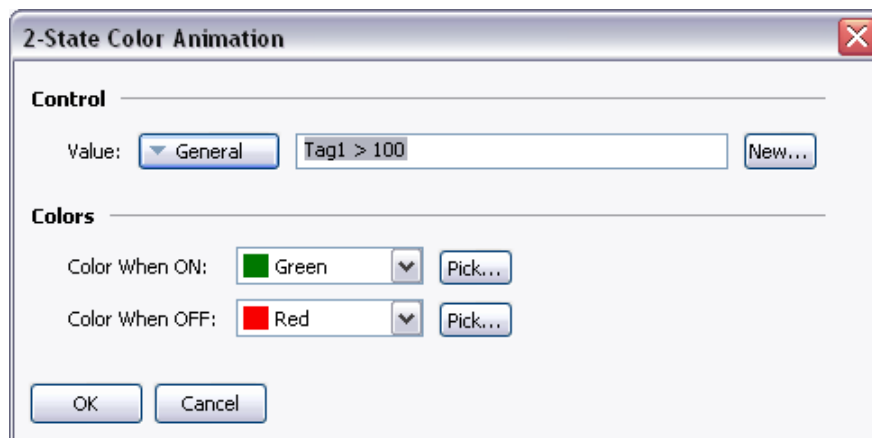 2-State Color Animation
Control
Value: General Tag1 > 100 New...
Colors
Color When ON: Green Pick...
Color When OFF: Red Pick...
OK Cancel